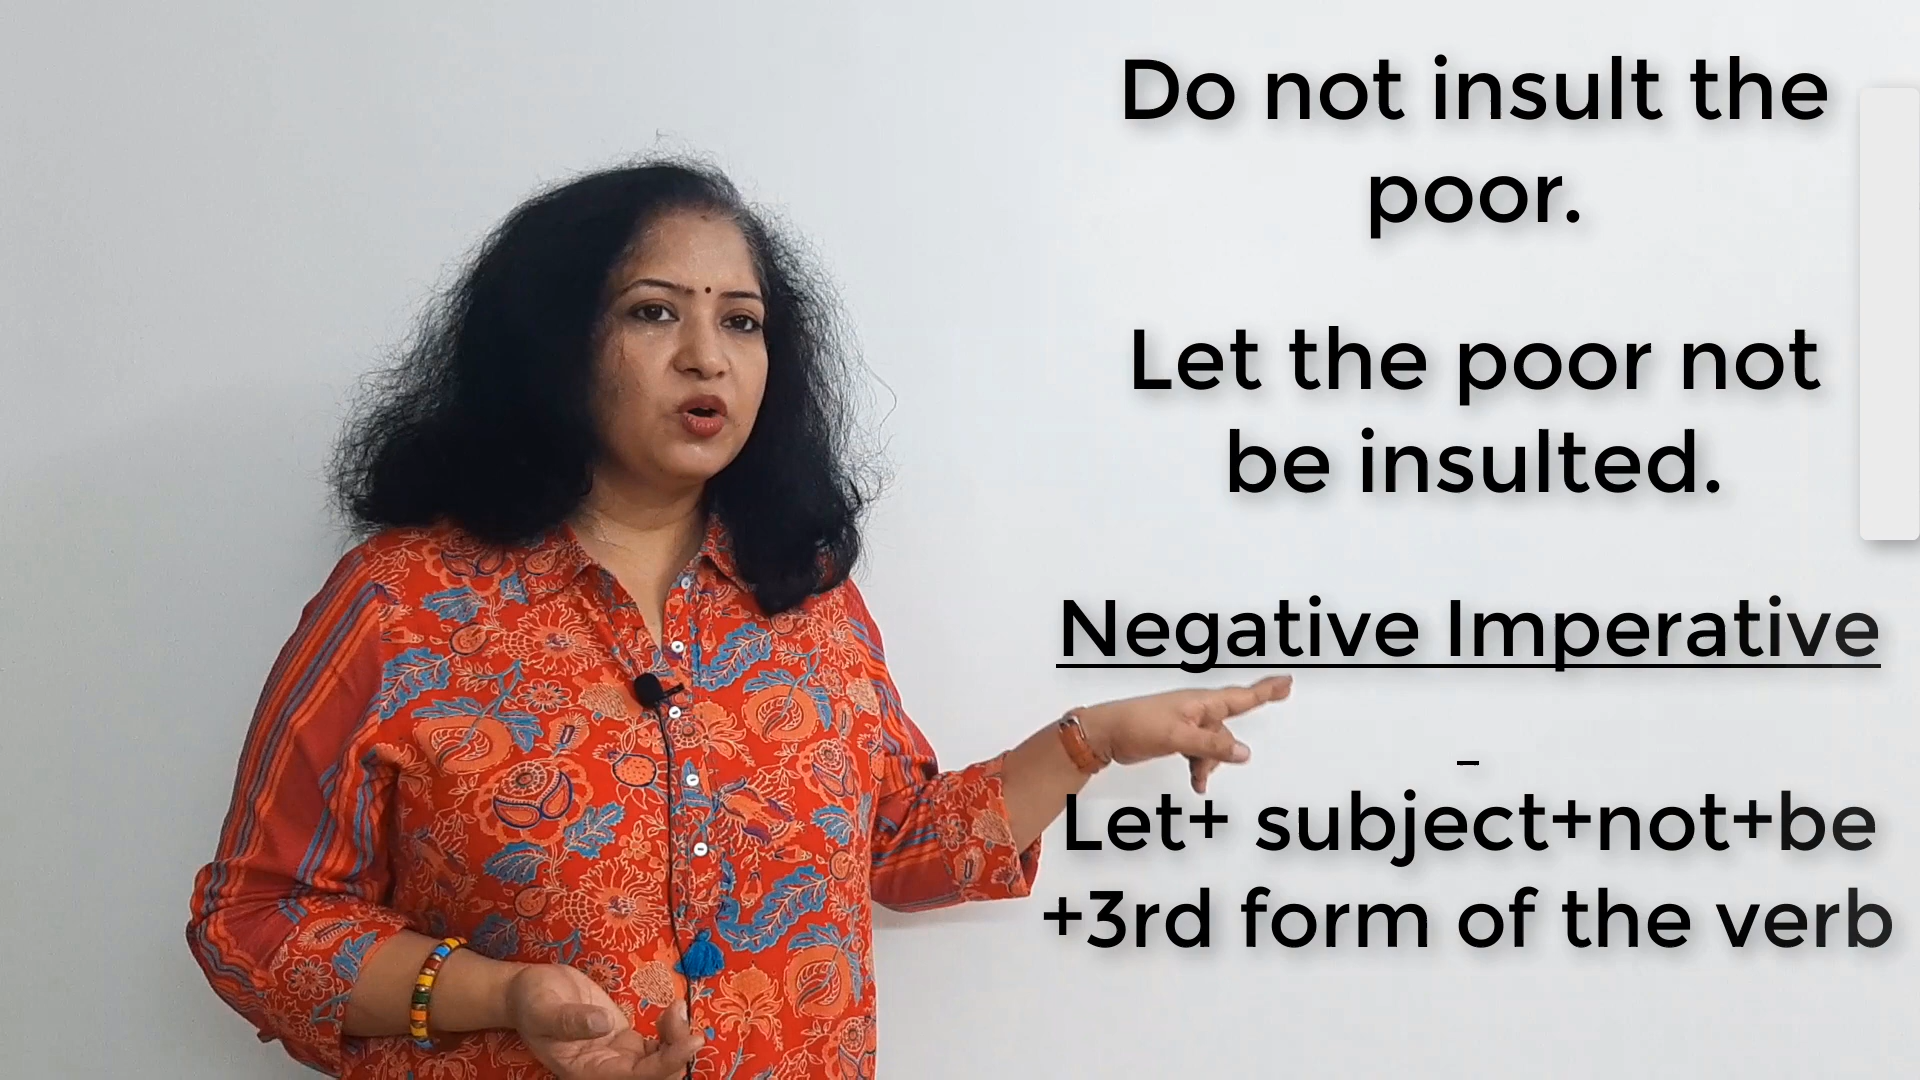 Do not insult the
poor.
Let the poor not
be insulted.
Negative Imperative
-
Let+ subject+not+be
+3rd form of the verb